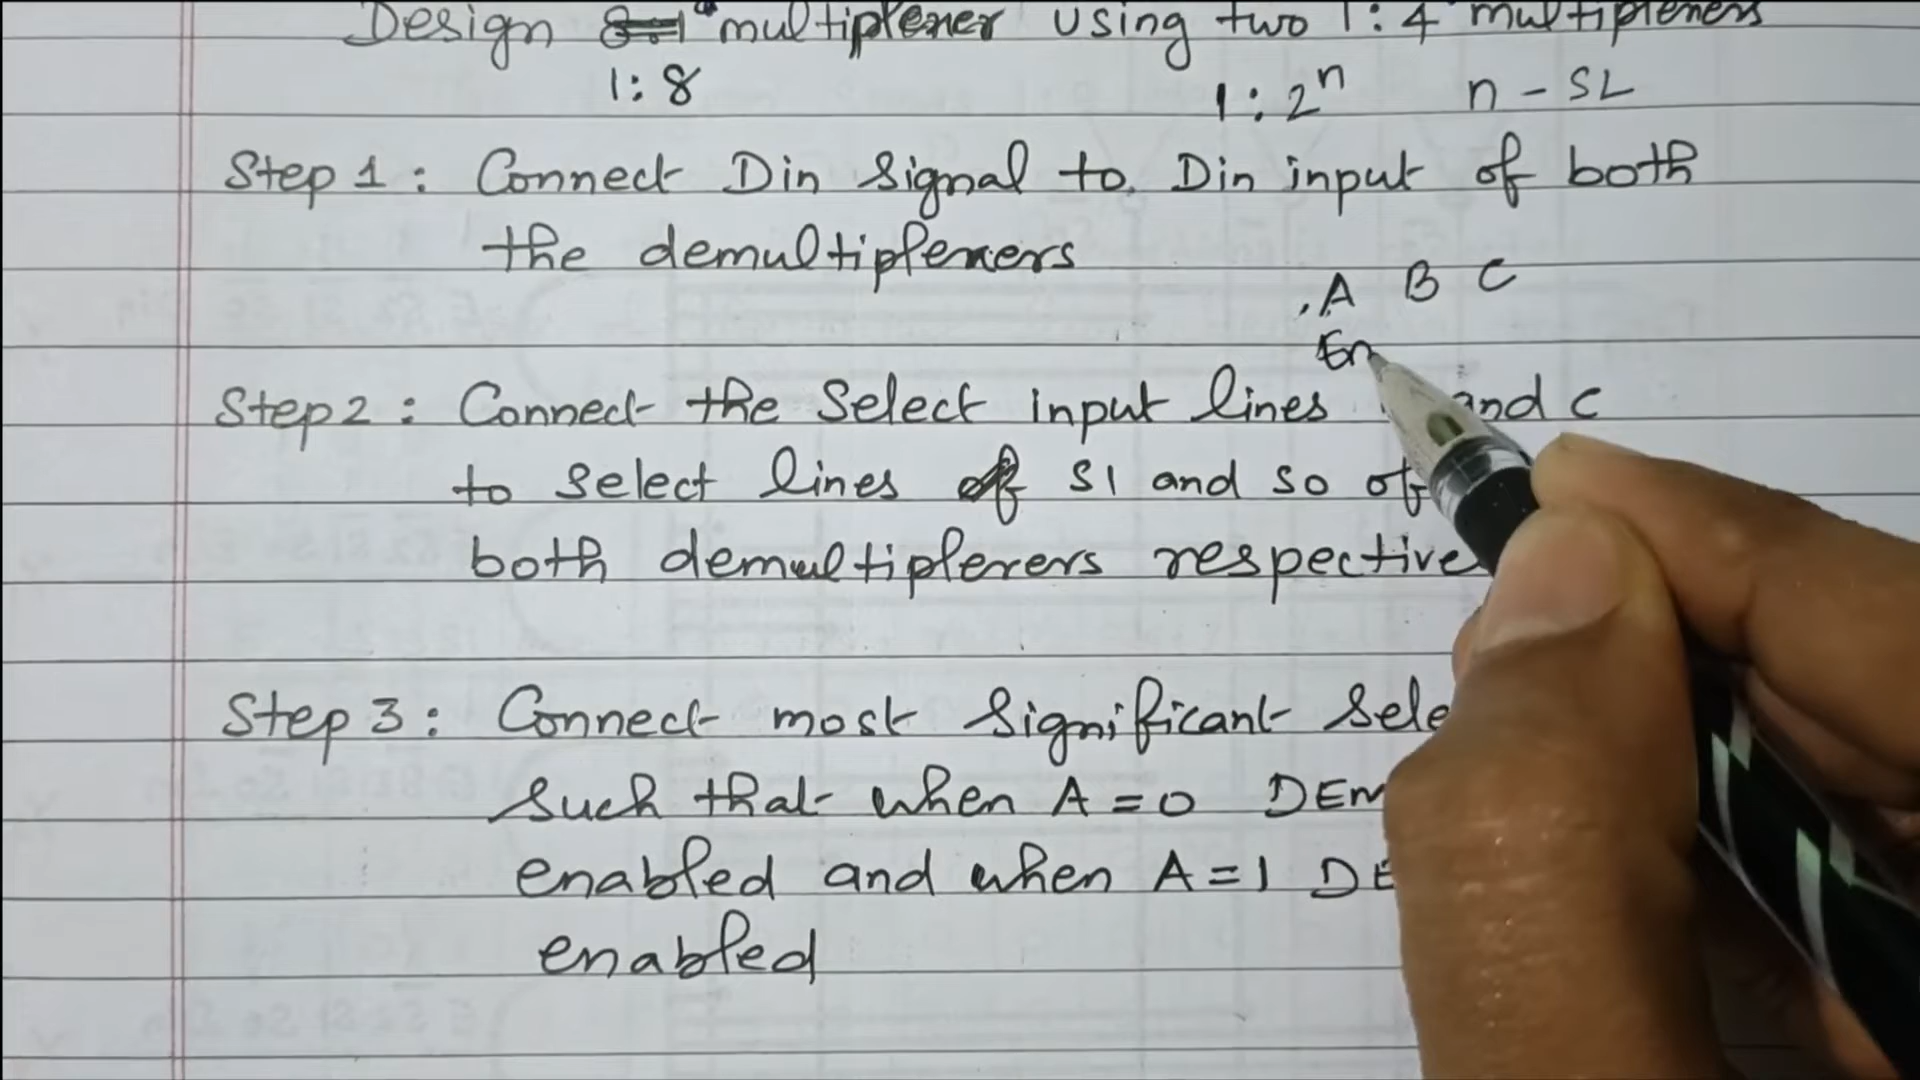 Design multiplexer using two 1:4 multiplexers
1:8 1:2ⁿ n - SL
Step 1: Connect Din Signal to Din input of both
the demultiplexers
A B C
En
Step 2: Connect the Select input lines and C
to select lines of S1 and S0 of
both demultiplexers respective
Step 3: Connect most significant Sele
such that when A=0 DEM
enabled and when A=1 DE
enabled